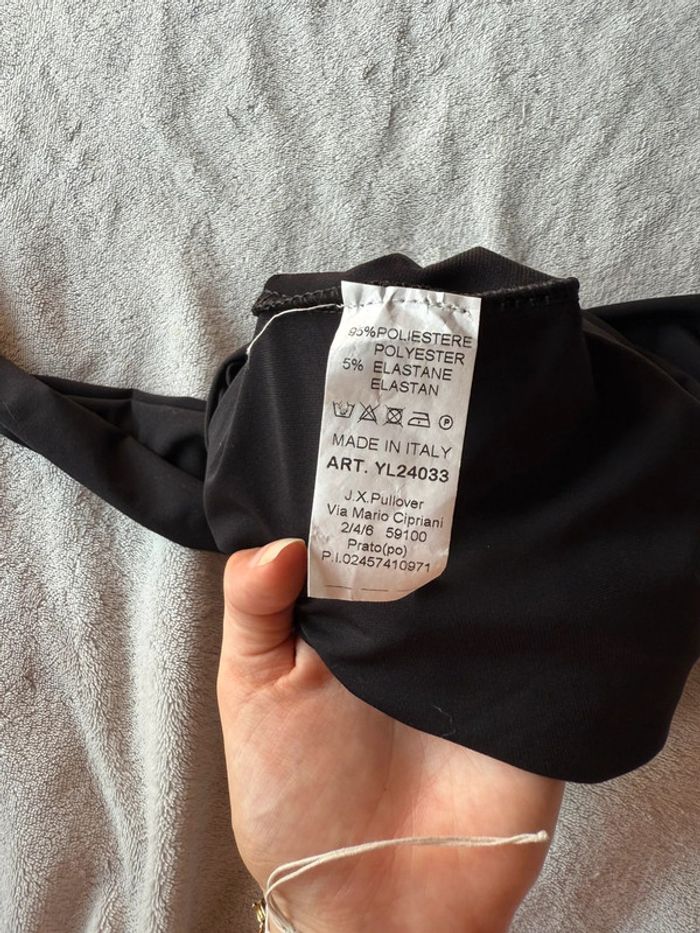 95%POLIESTERE
POLYESTER
5% ELASTANE
ELASTAN
P
MADE IN ITALY
ART. YL24033
J.X.Pullover
Via Mario Cipriani
2/4/6 59100
Prato(po)
P.I.02457410971